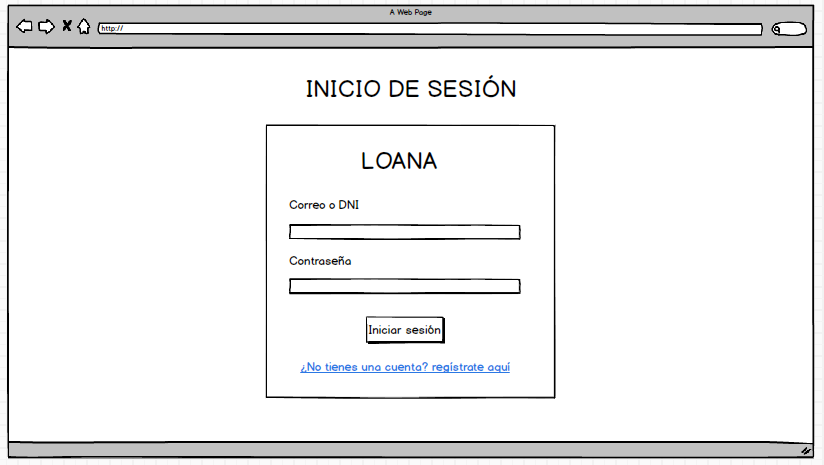 A Web Page
http://
INICIO DE SESIÓN
LOANA
Correo o DNI
Contraseña
Iniciar sesión
¿No tienes una cuenta? regístrate aquí